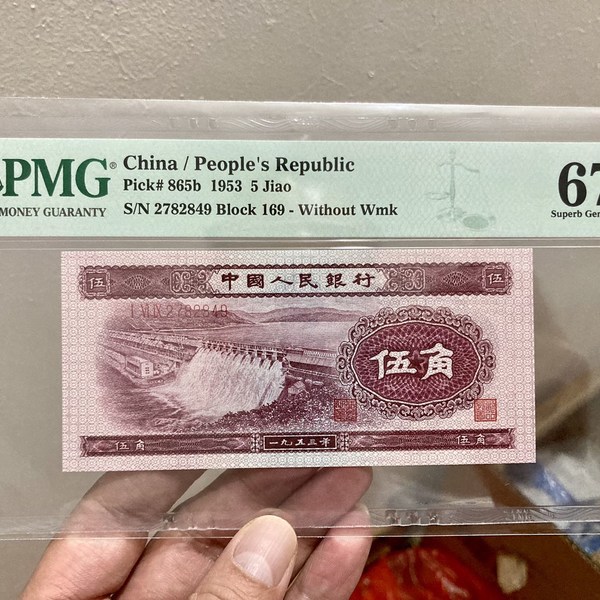 PMG®
MONEY GUARANTY
China / People's Republic
Pick# 865b 1953 5 Jiao
S/N 2782849 Block 169 - Without Wmk
67
Superb Gem
伍
中國人民銀行
伍
2782849
伍角
伍角
一九五三年
伍角